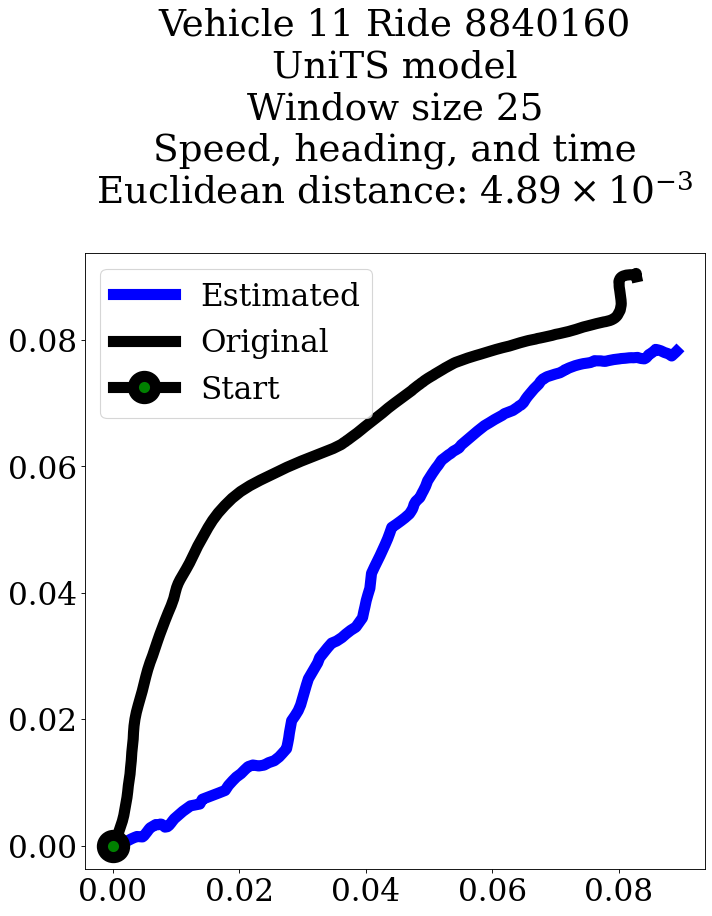 Vehicle 11 Ride 8840160
UniTS model
Window size 25
Speed, heading, and time
Euclidean distance: 4.89 × 10⁻³
Estimated
Original
Start
0.08
0.06
0.04
0.02
0.00
0.00 0.02 0.04 0.06 0.08